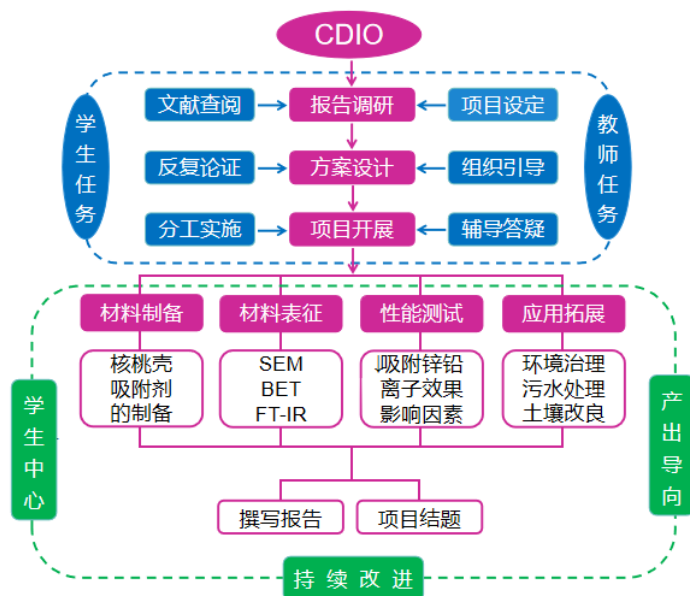 CDIO
学生任务
教师任务
文献查阅
报告调研
项目设定
反复论证
方案设计
组织引导
分工实施
项目开展
辅导答疑
材料制备
材料表征
性能测试
应用拓展
核桃壳
吸附剂
的制备
SEM
BET
FT-IR
↓吸附锌铅
离子效果
影响因素
环境治理
污水处理
土壤改良
学生中心
产出导向
撰写报告
项目结题
持续改进